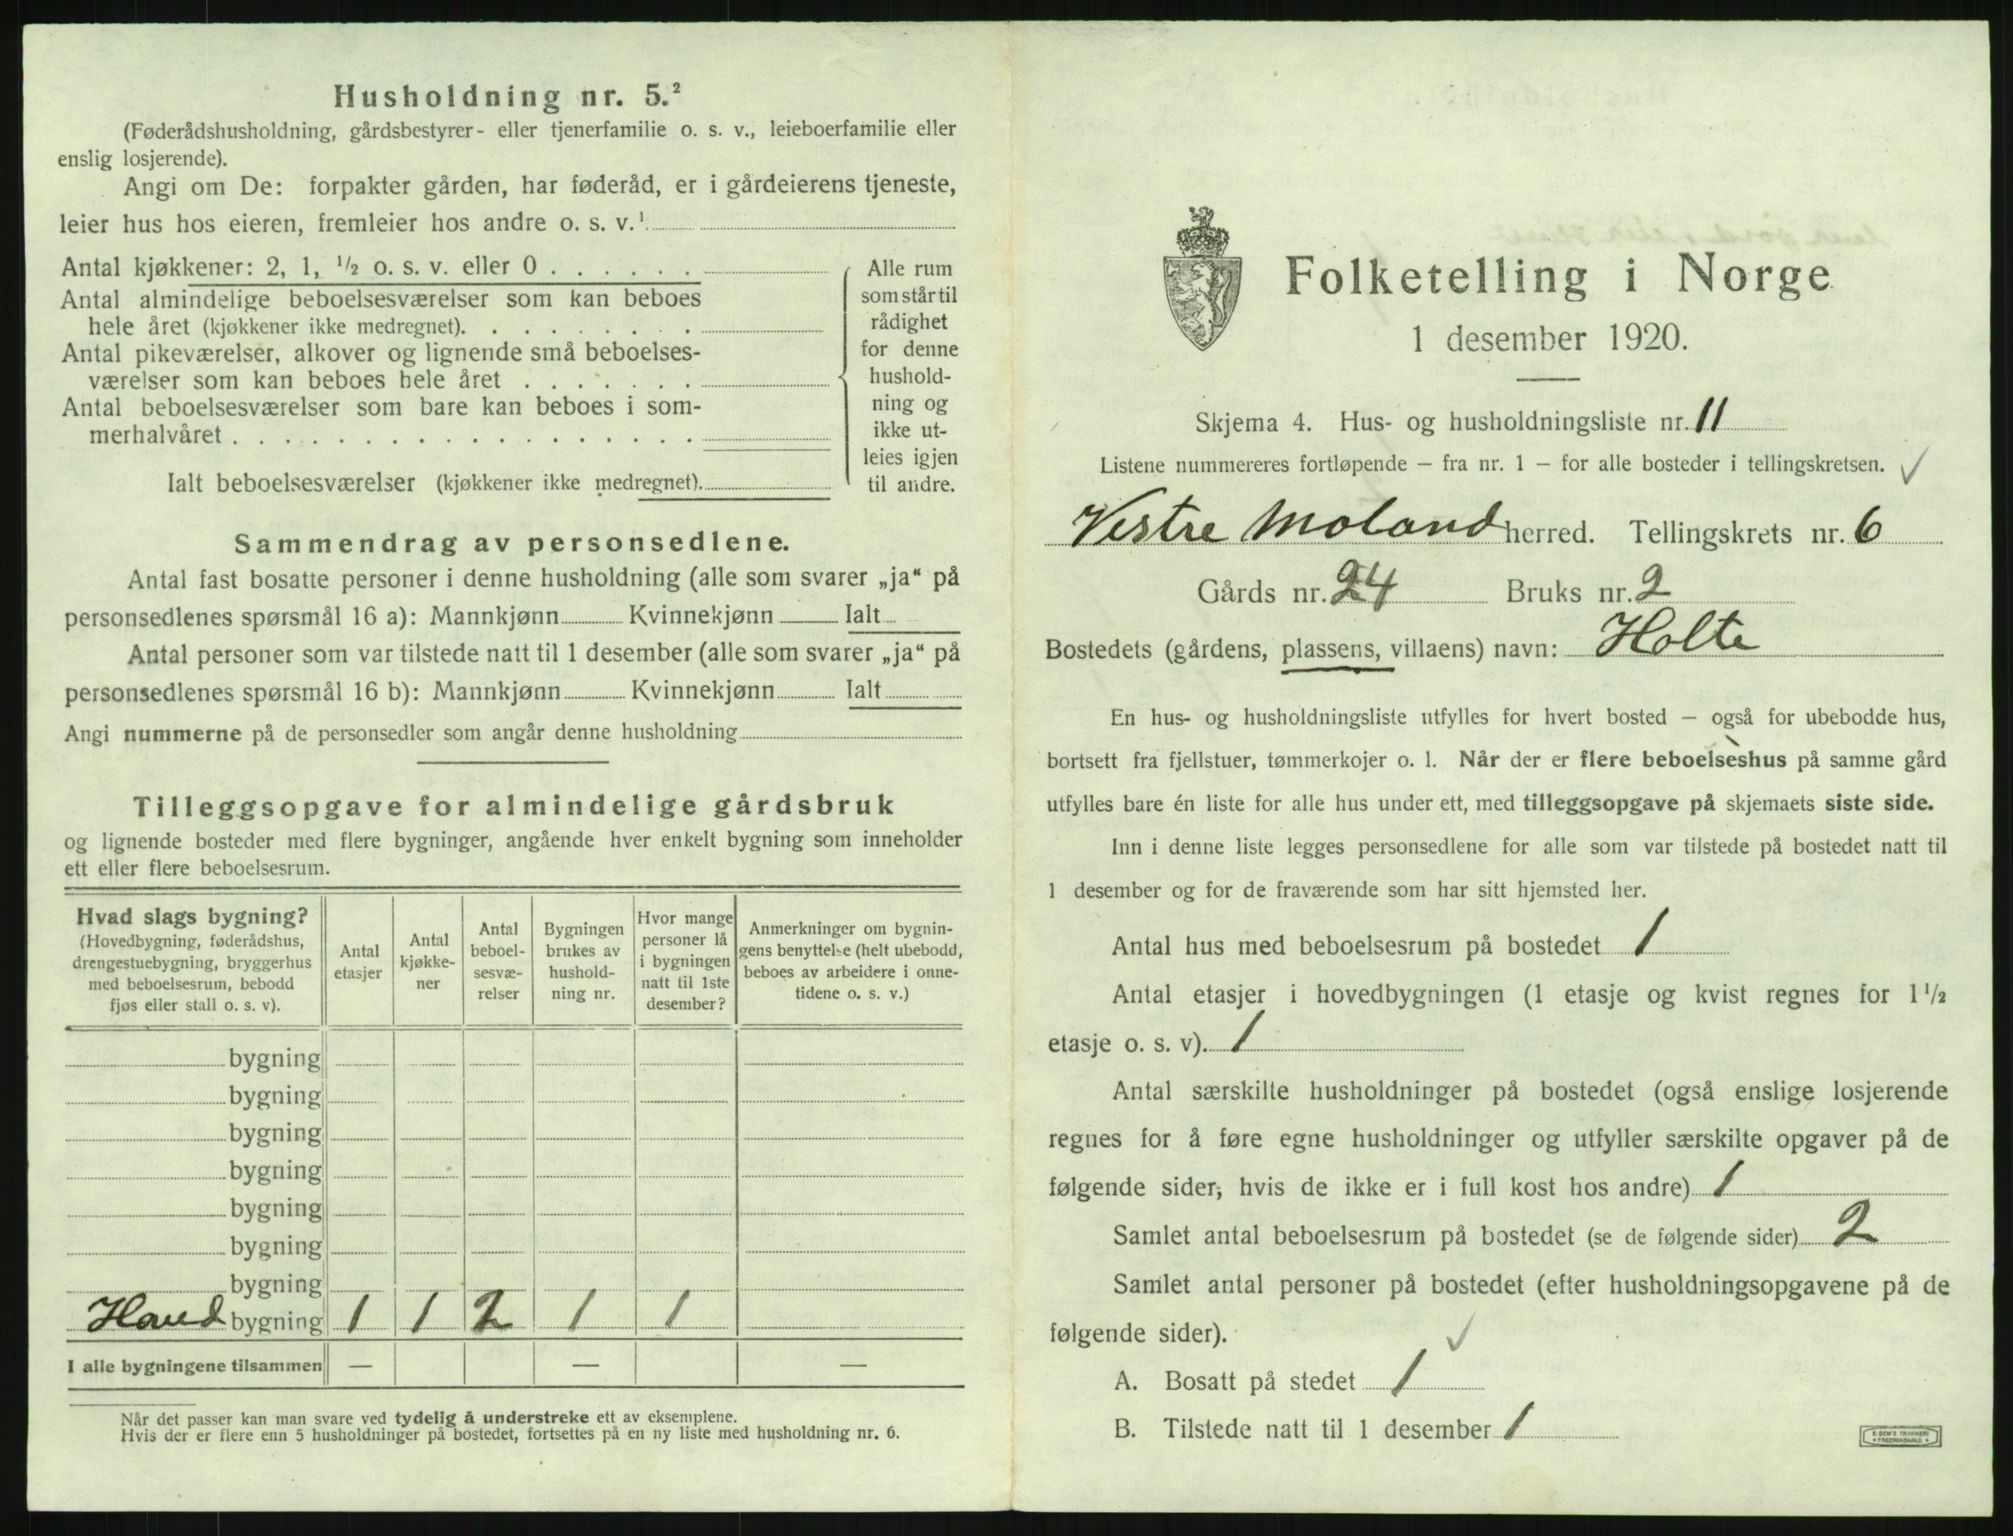 Husholdning nr. 5.²
(Føderådshusholdning, gårdsbestyrer- eller tjenerfamilie o. s. v., leieboerfamilie eller
enslig losjerende).
Angi om De: forpakter gården, har føderåd, er i gårdeierens tjeneste,
leier hus hos eieren, fremleier hos andre o. s. v.¹
Antal kjøkkener: 2, 1, ½ o. s. v. eller 0 . . . . . .
Antal almindelige beboelsesværelser som kan beboes
hele året (kjøkkener ikke medregnet). . . . . . . . .
Antal pikeværelser, alkover og lignende små beboelses-
værelser som kan beboes hele året . . . . . . .
Antal beboelsesværelser som bare kan beboes i som-
merhalvåret . . . . . . . . . . . . . . . . . .
Ialt beboelsesværelser (kjøkkener ikke medregnet).
Alle rum
som står til
rådighet
for denne
hushold-
ning og
ikke ut-
leies igjen
til andre.
Sammendrag av personsedlene.
Antal fast bosatte personer i denne husholdning (alle som svarer „ja“ på
personsedlenes spørsmål 16 a): Mannkjønn Kvinnekjønn Ialt
Antal personer som var tilstede natt til 1 desember (alle som svarer „ja“ på
personsedlenes spørsmål 16 b): Mannkjønn Kvinnekjønn Ialt
Angi nummerne på de personsedler som angår denne husholdning
Tilleggsopgave for almindelige gårdsbruk
og lignende bosteder med flere bygninger, angående hver enkelt bygning som inneholder
ett eller flere beboelsesrum.
Hvad slags bygning?
(Hovedbygning, føderådshus,
drengestuebygning, bryggerhus
med beboelsesrum, bebodd
fjøs eller stall o. s. v).
Antal
etasjer
Antal
kjøkke-
ner
Antal
beboel-
sesvæ-
relser
Bygningen
brukes av
hushold-
ning nr.
Hvor mange
personer lå
i bygningen
natt til 1ste
desember?
Anmerkninger om bygnin-
gens benyttelse (helt ubebodd,
beboes av arbeidere i onne-
tidene o. s. v.)
bygning
bygning
bygning
bygning
bygning
bygning
bygning
Hovedbygning 1 1 2 1 1
I alle bygningene tilsammen — — —
Når det passer kan man svare ved tydelig å understreke ett av eksemplene.
Hvis der er flere enn 5 husholdninger på bostedet, fortsettes på en ny liste med husholdning nr. 6.
Folketelling i Norge
1 desember 1920.
Skjema 4. Hus- og husholdningsliste nr. 11
Listene nummereres fortløpende — fra nr. 1 — for alle bosteder i tellingskretsen. ✓
Vestre Moland herred. Tellingskrets nr. 6
Gårds nr. 24 Bruks nr. 2
Bostedets (gårdens, plassens, villaens) navn: Holte
En hus- og husholdningsliste utfylles for hvert bosted — også for ubebodde hus,
bortsett fra fjellstuer, tømmerkojer o. l. Når der er flere beboelseshus på samme gård
utfylles bare én liste for alle hus under ett, med tilleggsopgave på skjemaets siste side.
Inn i denne liste legges personsedlene for alle som var tilstede på bostedet natt til
1 desember og for de fraværende som har sitt hjemsted her.
Antal hus med beboelsesrum på bostedet 1
Antal etasjer i hovedbygningen (1 etasje og kvist regnes for 1½
etasje o. s. v). 1
Antal særskilte husholdninger på bostedet (også enslige losjerende
regnes for å føre egne husholdninger og utfyller særskilte opgaver på de
følgende sider, hvis de ikke er i full kost hos andre) 1
Samlet antal beboelsesrum på bostedet (se de følgende sider) 2
Samlet antal personer på bostedet (efter husholdningsopgavene på de
følgende sider). ✓
A. Bosatt på stedet 1
B. Tilstede natt til 1 desember 1
E. SEM'S TRYKKERI
FREDRIKSHALD